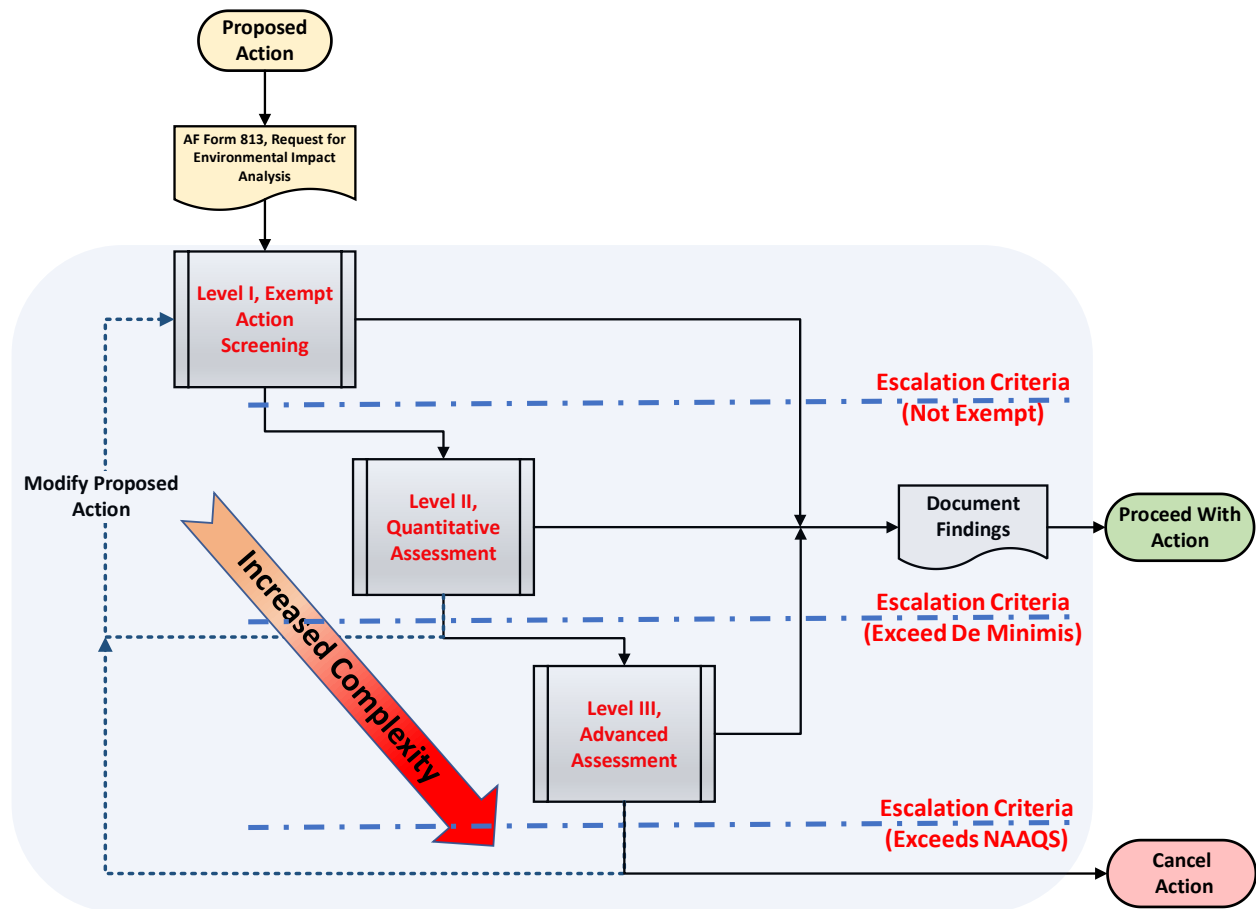 Proposed
Action
AF Form 813, Request for
Environmental Impact
Analysis
Level I, Exempt
Action
Screening
Escalation Criteria
(Not Exempt)
Modify Proposed
Action
Level II,
Quantitative
Assessment
Document
Findings
Proceed With
Action
Increased Complexity
Escalation Criteria
(Exceed De Minimis)
Level III,
Advanced
Assessment
Escalation Criteria
(Exceeds NAAQS)
Cancel
Action